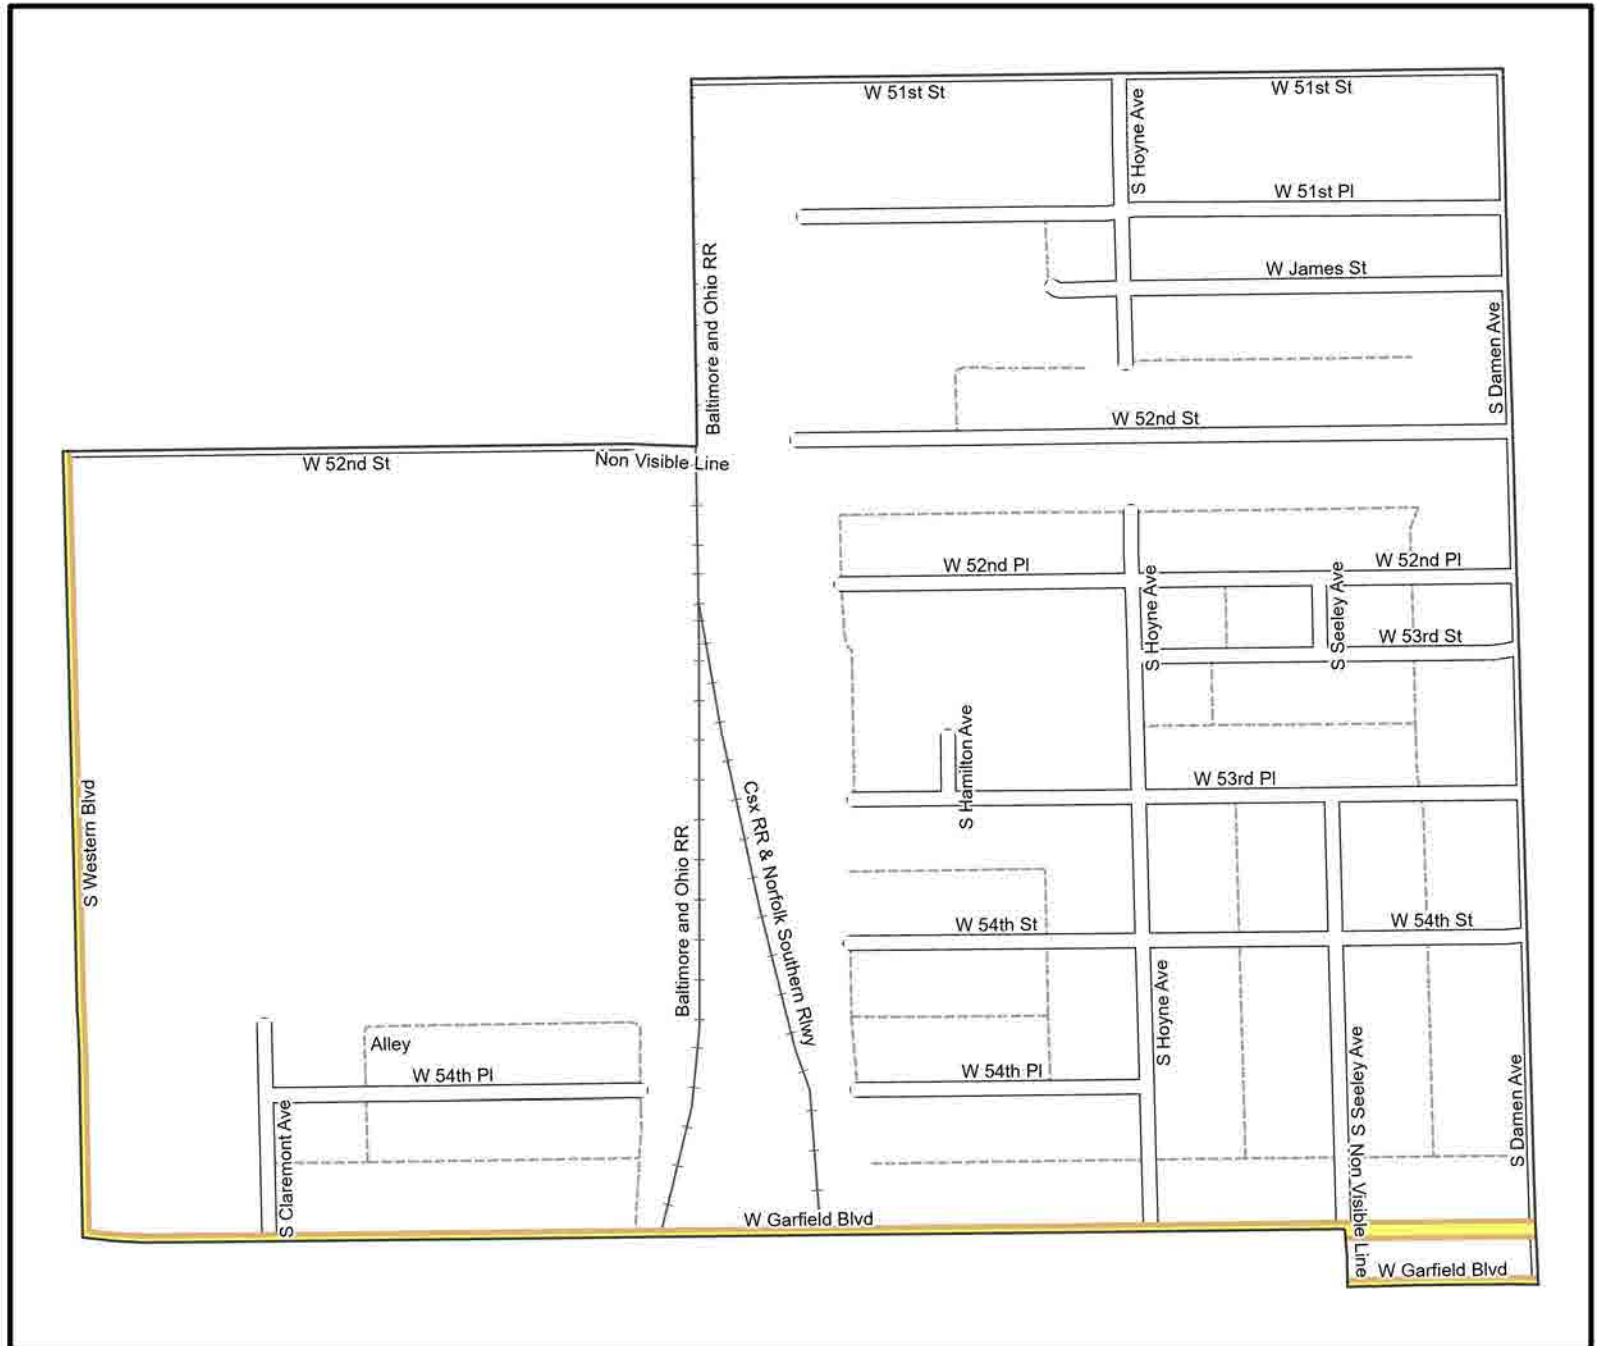 W 51st St
W 51st St
S Hoyne Ave
W 51st Pl
Baltimore and Ohio RR
W James St
S Damen Ave
W 52nd St
W 52nd St
Non Visible Line
W 52nd Pl
W 52nd Pl
S Hoyne Ave
S Seeley Ave
W 53rd St
S Hamilton Ave
W 53rd Pl
S Western Blvd
Csx RR & Norfolk Southern Rlwy
Baltimore and Ohio RR
W 54th St
W 54th St
S Hoyne Ave
Alley
W 54th Pl
W 54th Pl
S Seeley Ave
S Damen Ave
S Claremont Ave
S Non Visible Line
W Garfield Blvd
W Garfield Blvd